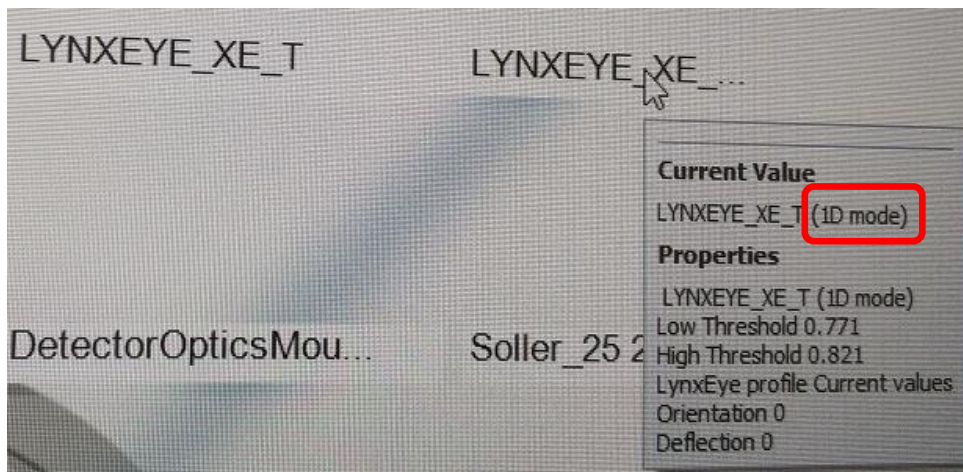 LYNXEYE_XE_T
LYNXEYE_XE_...
Current Value
LYNXEYE_XE_T (1D mode)
Properties
LYNXEYE_XE_T (1D mode)
Low Threshold 0.771
High Threshold 0.821
LynxEye profile Current values
Orientation 0
Deflection 0
DetectorOpticsMou...
Soller_25 2